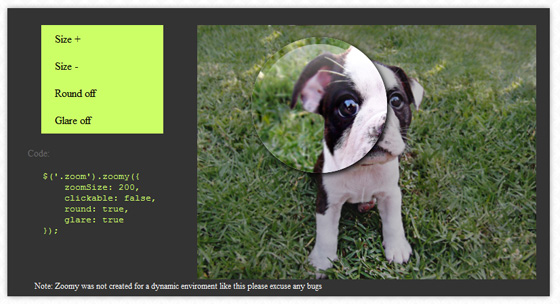 Size +
Size -
Round off
Glare off
Code:
$('.zoom').zoomy({
zoomSize: 200,
clickable: false,
round: true,
glare: true
});
Note: Zoomy was not created for a dynamic enviroment like this please excuse any bugs